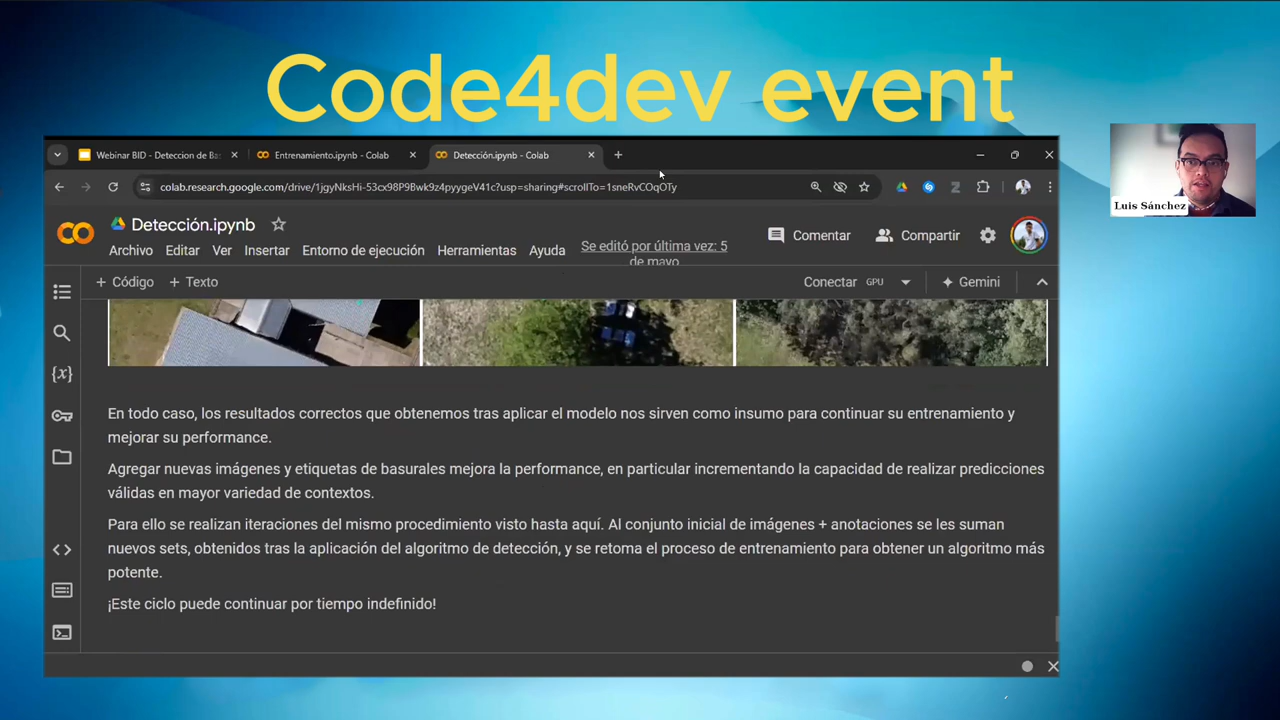 Code4dev event
Webinar BID - Deteccion de Ba
Entrenamiento.ipynb - Colab
Detección.ipynb - Colab
colab.research.google.com/drive/1jgyNksHi-53cx98P9Bwk9z4pyygeV41c?usp=sharing#scrollTo=1sneRvCOqOTy
Luis Sánchez
Detección.ipynb
Archivo Editar Ver Insertar Entorno de ejecución Herramientas Ayuda
Se editó por última vez: 5
de mayo
Comentar
Compartir
+ Código + Texto
Conectar GPU
Gemini
En todo caso, los resultados correctos que obtenemos tras aplicar el modelo nos sirven como insumo para continuar su entrenamiento y
mejorar su performance.
Agregar nuevas imágenes y etiquetas de basurales mejora la performance, en particular incrementando la capacidad de realizar predicciones
válidas en mayor variedad de contextos.
Para ello se realizan iteraciones del mismo procedimiento visto hasta aquí. Al conjunto inicial de imágenes + anotaciones se les suman
nuevos sets, obtenidos tras la aplicación del algoritmo de detección, y se retoma el proceso de entrenamiento para obtener un algoritmo más
potente.
¡Este ciclo puede continuar por tiempo indefinido!